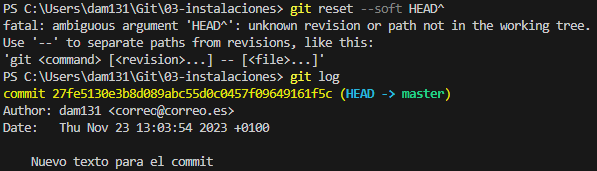 PS C:\Users\dam131\Git\03-instalaciones> git reset --soft HEAD^
fatal: ambiguous argument 'HEAD^': unknown revision or path not in the working tree.
Use '--' to separate paths from revisions, like this:
'git <command> [<revision>...] -- [<file>...]'
PS C:\Users\dam131\Git\03-instalaciones> git log
commit 27fe5130e3b8d089abc55d0c0457f09649161f5c (HEAD -> master)
Author: dam131 <correo@correo.es>
Date:   Thu Nov 23 13:03:54 2023 +0100
    Nuevo texto para el commit